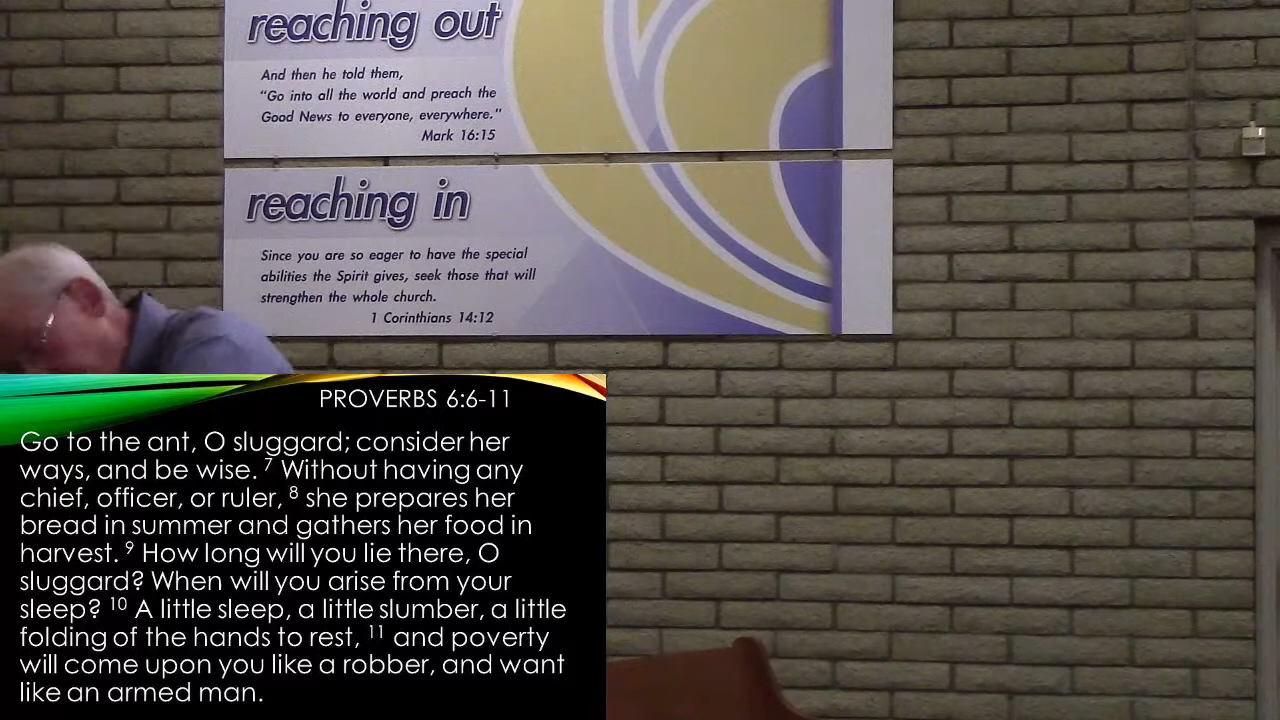 reaching out
And then he told them,
“Go into all the world and preach the
Good News to everyone, everywhere.”
Mark 16:15
reaching in
Since you are so eager to have the special
abilities the Spirit gives, seek those that will
strengthen the whole church.
1 Corinthians 14:12
PROVERBS 6:6-11
Go to the ant, O sluggard; consider her
ways, and be wise. 7 Without having any
chief, officer, or ruler, 8 she prepares her
bread in summer and gathers her food in
harvest. 9 How long will you lie there, O
sluggard? When will you arise from your
sleep? 10 A little sleep, a little slumber, a little
folding of the hands to rest, 11 and poverty
will come upon you like a robber, and want
like an armed man.